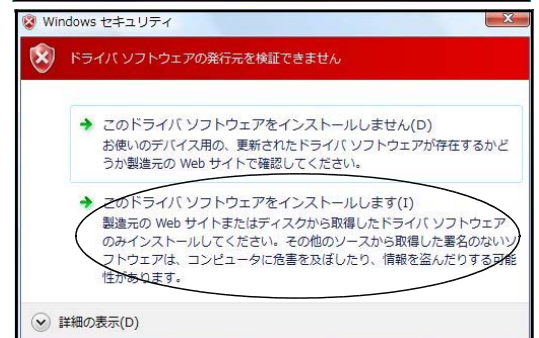 Windows セキュリティ
ドライバ ソフトウェアの発行元を検証できません
このドライバ ソフトウェアをインストールしません(D)
お使いのデバイス用の、更新されたドライバ ソフトウェアが存在するかど
うか製造元の Web サイトで確認してください。
このドライバ ソフトウェアをインストールします(I)
製造元の Web サイトまたはディスクから取得したドライバ ソフトウェア
のみインストールしてください。その他のソースから取得した署名のないソ
フトウェアは、コンピュータに危害を及ぼしたり、情報を盗んだりする可能
性があります。
詳細の表示(D)